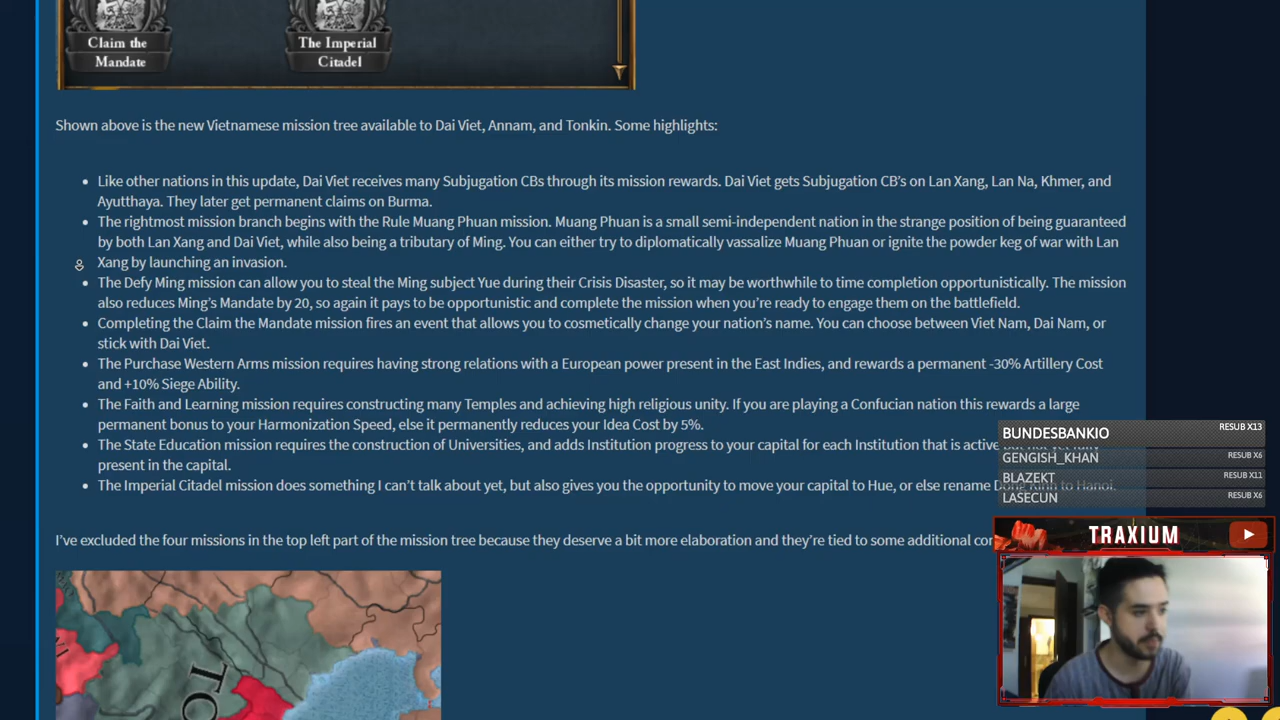 Claim the
Mandate
The Imperial
Citadel
Shown above is the new Vietnamese mission tree available to Dai Viet, Annam, and Tonkin. Some highlights:
Like other nations in this update, Dai Viet receives many Subjugation CBs through its mission rewards. Dai Viet gets Subjugation CB's on Lan Xang, Lan Na, Khmer, and
Ayutthaya. They later get permanent claims on Burma.
The rightmost mission branch begins with the Rule Muang Phuan mission. Muang Phuan is a small semi-independent nation in the strange position of being guaranteed
by both Lan Xang and Dai Viet, while also being a tributary of Ming. You can either try to diplomatically vassalize Muang Phuan or ignite the powder keg of war with Lan
Xang by launching an invasion.
The Defy Ming mission can allow you to steal the Ming subject Yue during their Crisis Disaster, so it may be worthwhile to time completion opportunistically. The mission
also reduces Ming's Mandate by 20, so again it pays to be opportunistic and complete the mission when you're ready to engage them on the battlefield.
Completing the Claim the Mandate mission fires an event that allows you to cosmetically change your nation's name. You can choose between Viet Nam, Dai Nam, or
stick with Dai Viet.
The Purchase Western Arms mission requires having strong relations with a European power present in the East Indies, and rewards a permanent -30% Artillery Cost
and +10% Siege Ability.
The Faith and Learning mission requires constructing many Temples and achieving high religious unity. If you are playing a Confucian nation this rewards a large
permanent bonus to your Harmonization Speed, else it permanently reduces your Idea Cost by 5%.
The State Education mission requires the construction of Universities, and adds Institution progress to your capital for each Institution that is active
present in the capital.
The Imperial Citadel mission does something I can't talk about yet, but also gives you the opportunity to move your capital to Hue, or else rename Dong Kinh to Hanoi.
I've excluded the four missions in the top left part of the mission tree because they deserve a bit more elaboration and they're tied to some additional
BUNDESBANKIO RESUB X13
GENGISH_KHAN RESUB X6
BLAZEKT RESUB X11
LASECUN RESUB X6
TRAXIUM
TO